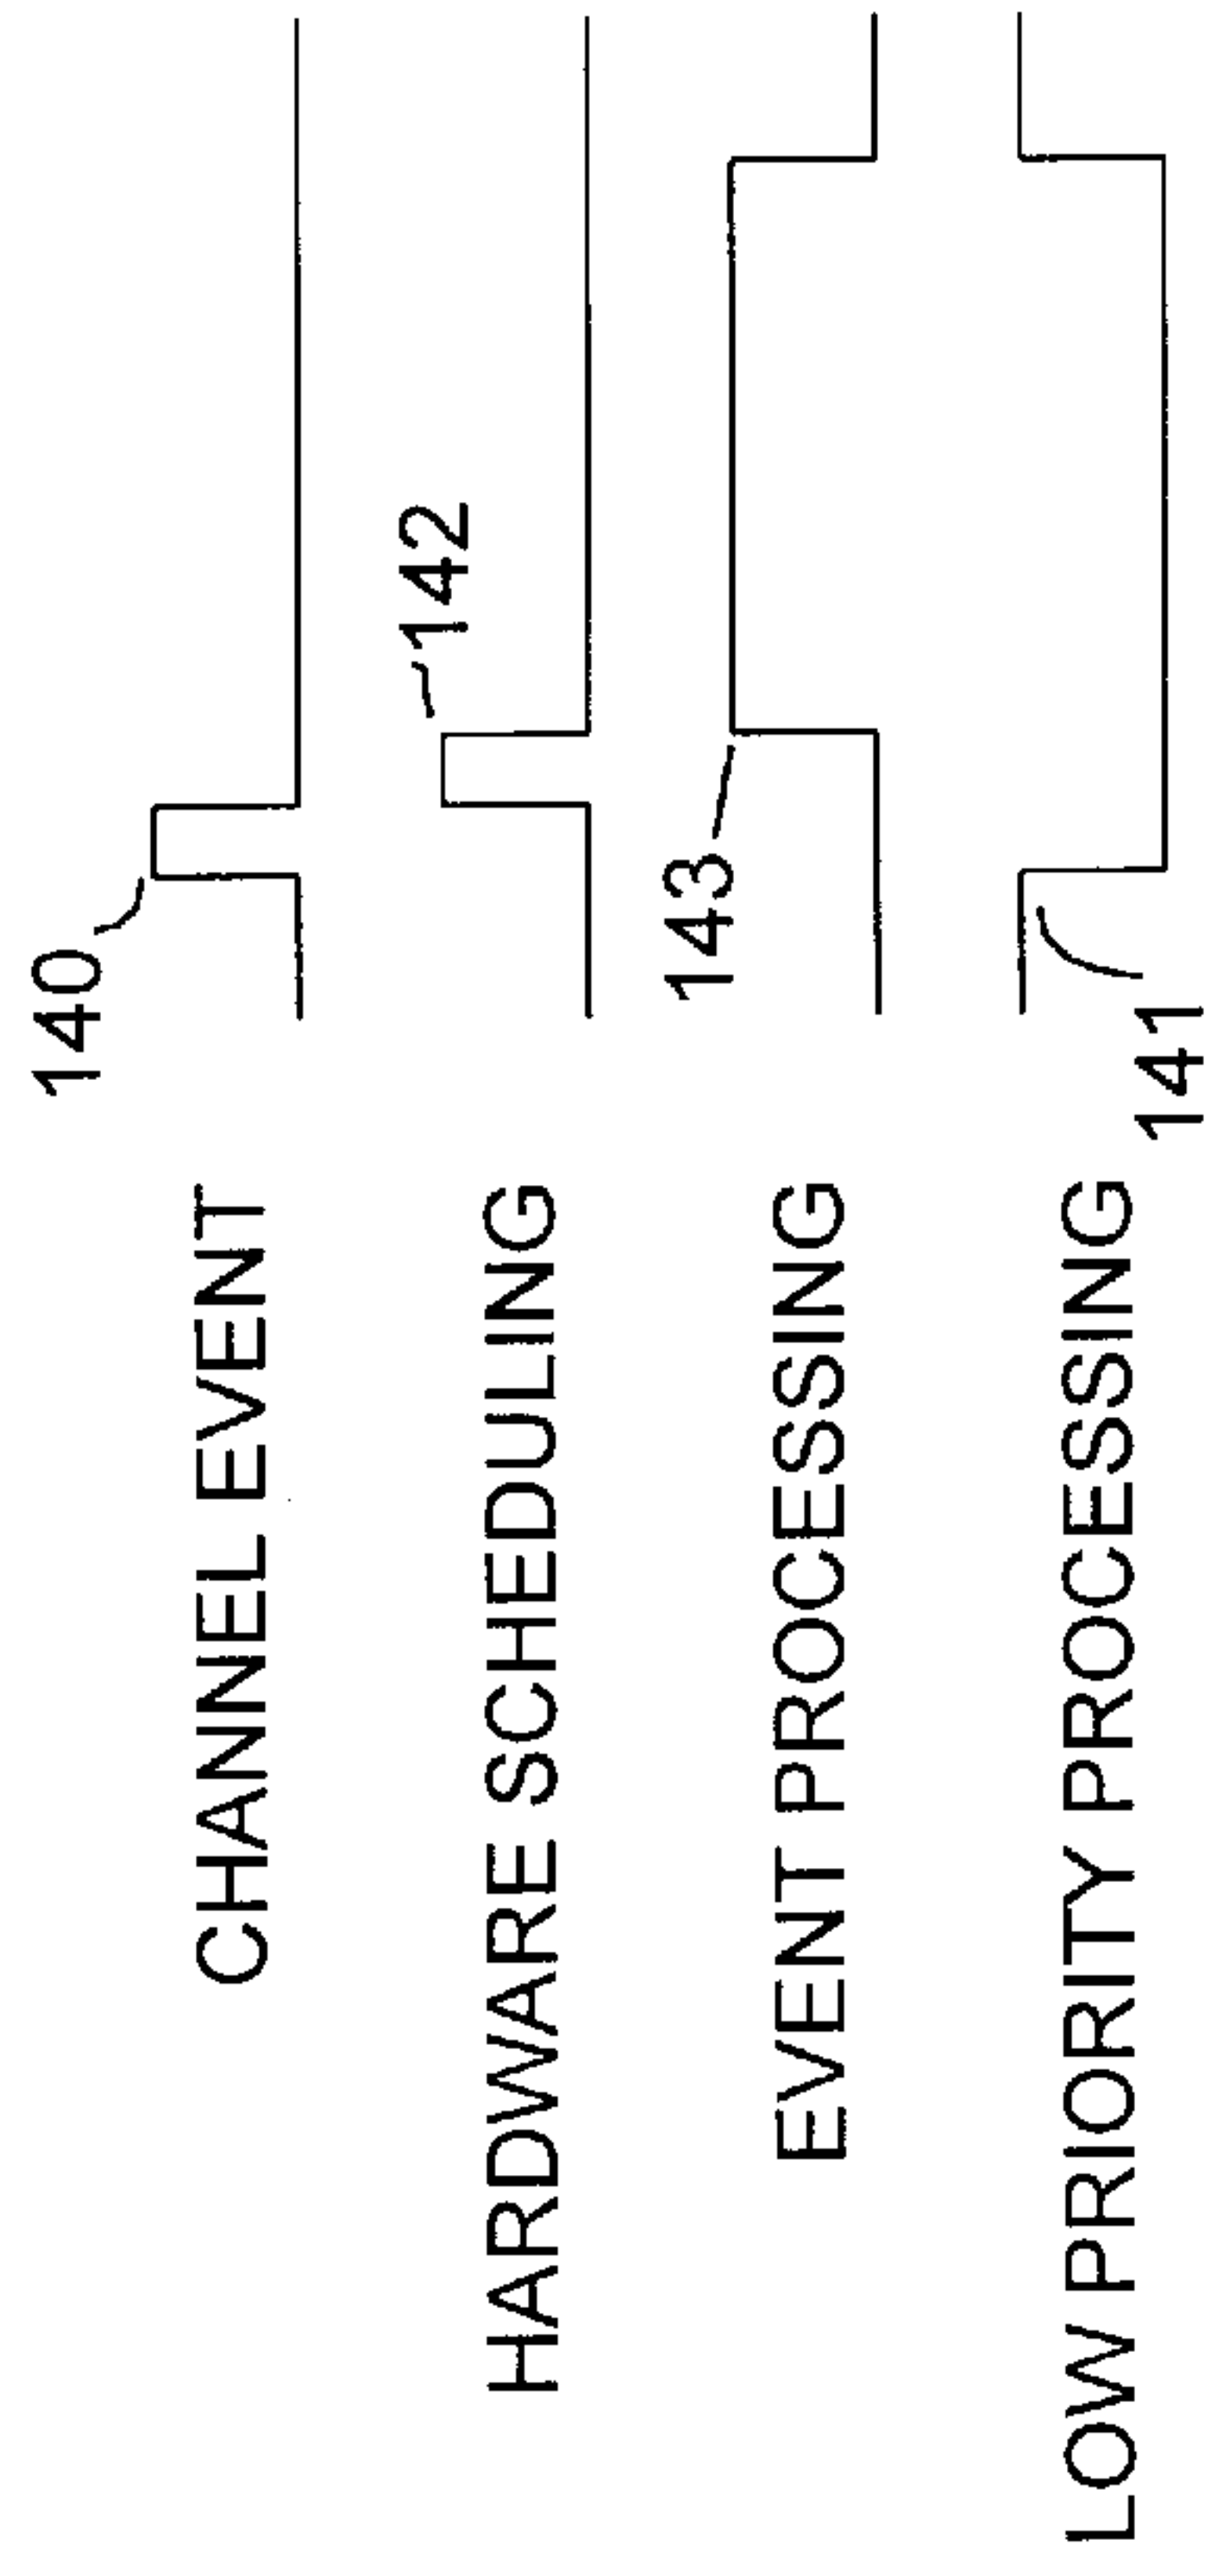 140
CHANNEL EVENT
142
HARDWARE SCHEDULING
143
EVENT PROCESSING
LOW PRIORITY PROCESSING
141